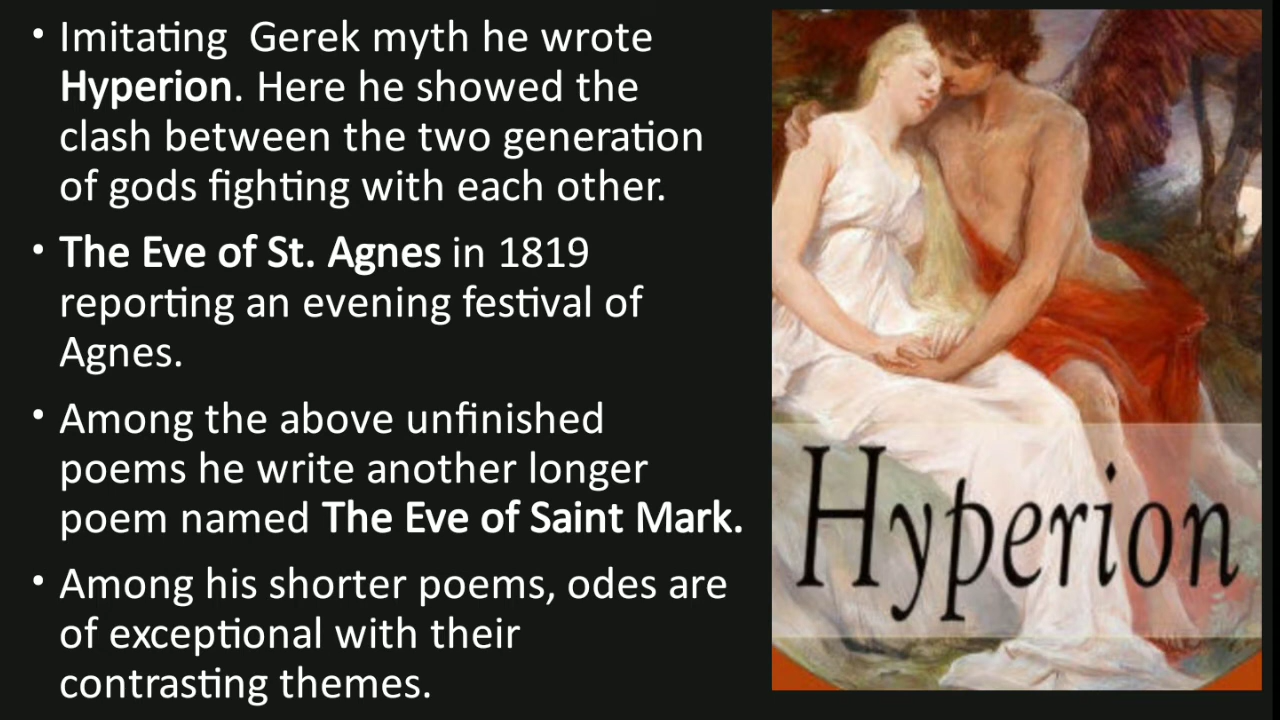 • Imitating  Gerek myth he wrote
Hyperion. Here he showed the
clash between the two generation
of gods fighting with each other.
• The Eve of St. Agnes in 1819
reporting an evening festival of
Agnes.
• Among the above unfinished
poems he write another longer
poem named The Eve of Saint Mark.
• Among his shorter poems, odes are
of exceptional with their
contrasting themes.
Hyperion